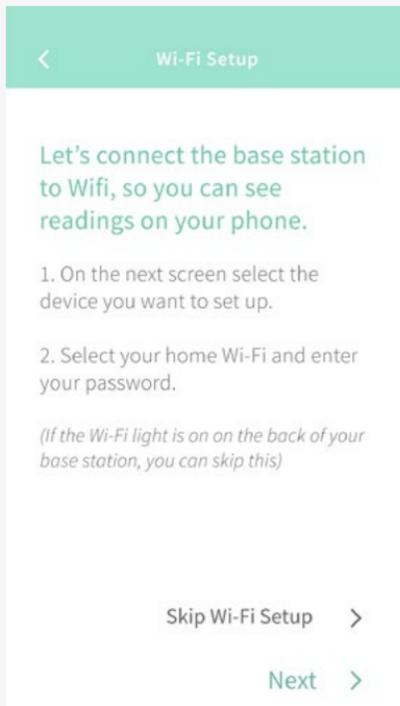 Wi-Fi Setup
Let's connect the base station
to Wifi, so you can see
readings on your phone.
1. On the next screen select the
device you want to set up.
2. Select your home Wi-Fi and enter
your password.
(If the Wi-Fi light is on on the back of your
base station, you can skip this)
Skip Wi-Fi Setup
Next